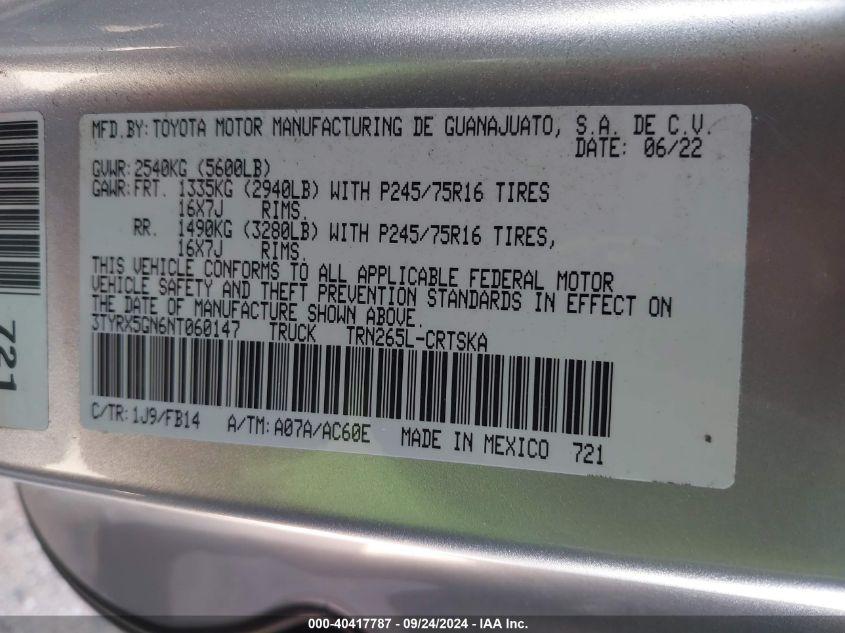 MFD.BY: TOYOTA MOTOR MANUFACTURING DE GUANAJUATO, S.A. DE C.V.
DATE: 06/22
GVWR: 2540KG (5600LB)
GAWR: FRT. 1335KG (2940LB) WITH P245/75R16 TIRES
16X7J RIMS.
RR. 1490KG (3280LB) WITH P245/75R16 TIRES,
16X7J RIMS.
THIS VEHICLE CONFORMS TO ALL APPLICABLE FEDERAL MOTOR
VEHICLE SAFETY AND THEFT PREVENTION STANDARDS IN EFFECT ON
THE DATE OF MANUFACTURE SHOWN ABOVE.
3TYRX5GN6NT060147 TRUCK TRN265L-CRTSKA
C/TR: 1J9/FB14 A/TM: A07A/AC60E MADE IN MEXICO 721
721
000-40417787 - 09/24/2024 - IAA Inc.